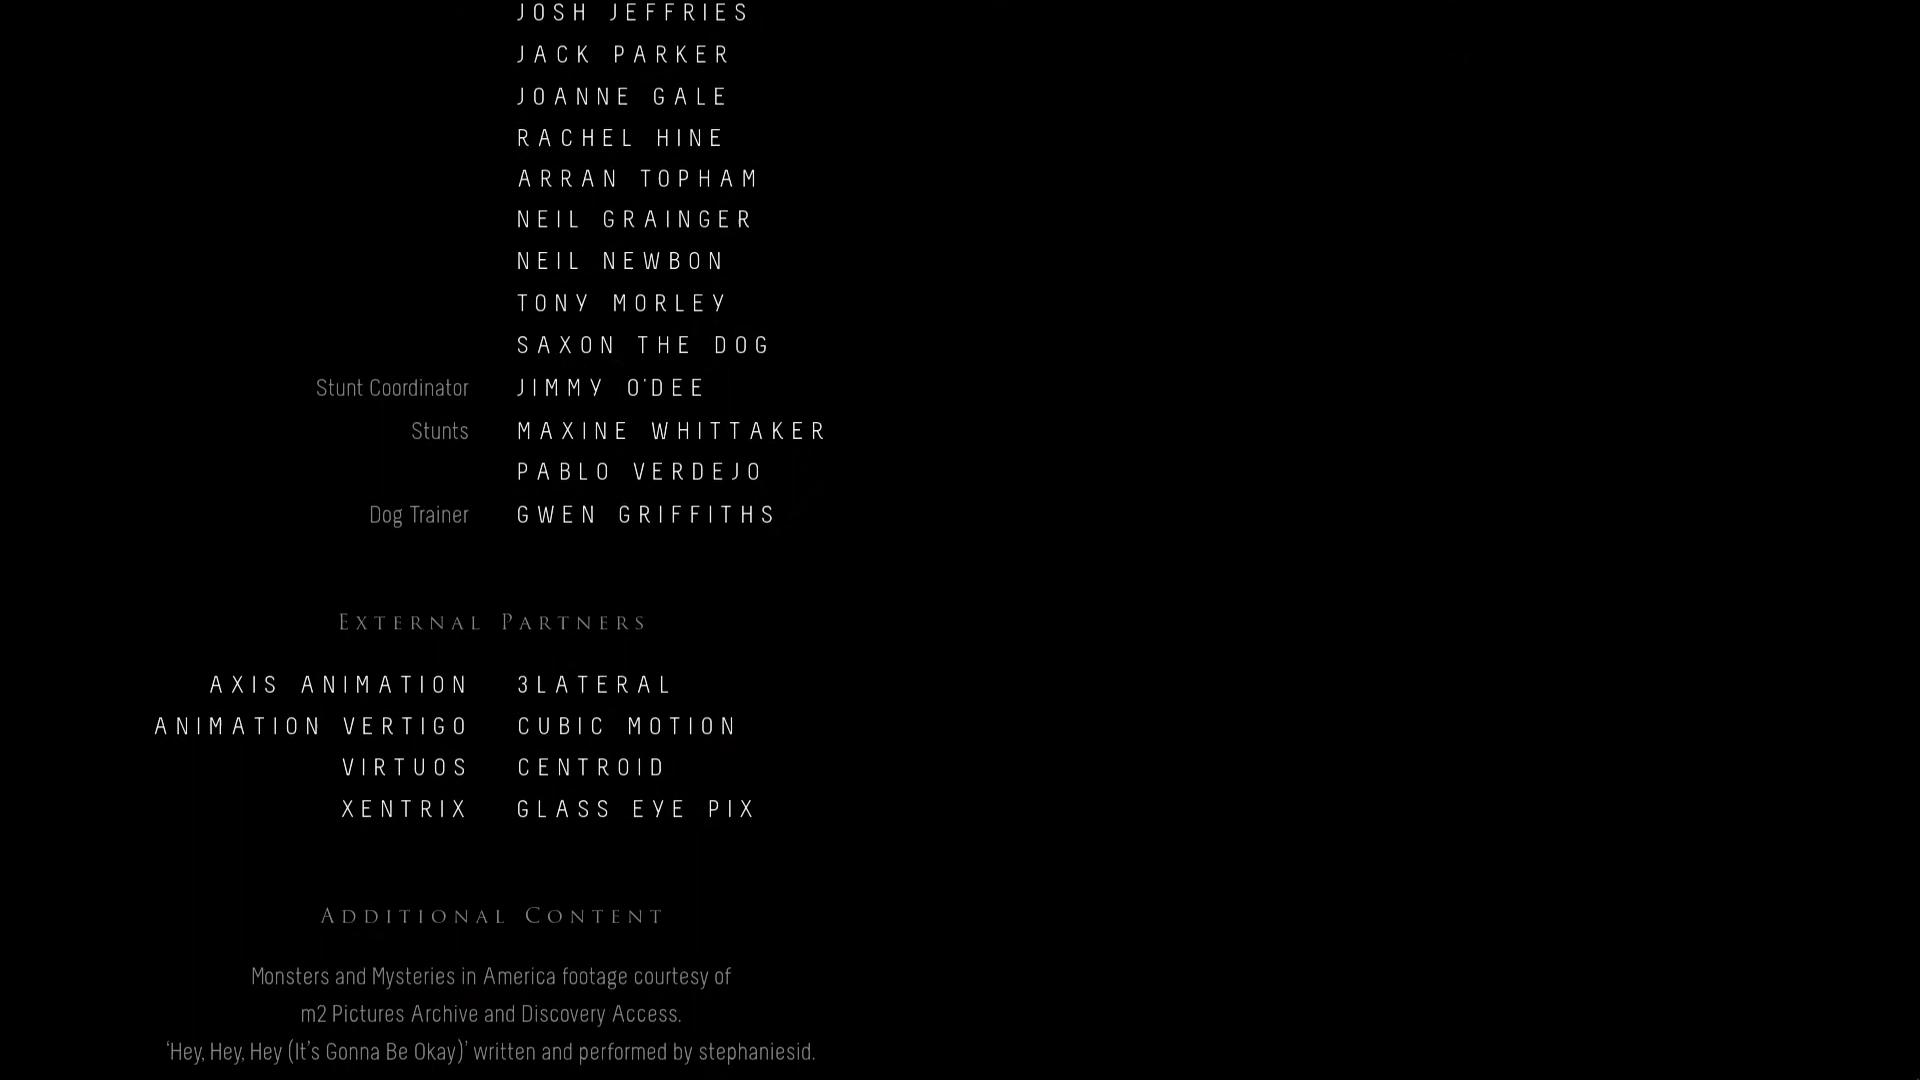 JOSH JEFFRIES
JACK PARKER
JOANNE GALE
RACHEL HINE
ARRAN TOPHAM
NEIL GRAINGER
NEIL NEWBON
TONY MORLEY
SAXON THE DOG
Stunt Coordinator JIMMY O'DEE
Stunts MAXINE WHITTAKER
PABLO VERDEJO
Dog Trainer GWEN GRIFFITHS
EXTERNAL PARTNERS
AXIS ANIMATION 3LATERAL
ANIMATION VERTIGO CUBIC MOTION
VIRTUOS CENTROID
XENTRIX GLASS EYE PIX
ADDITIONAL CONTENT
Monsters and Mysteries in America footage courtesy of
m2 Pictures Archive and Discovery Access.
‘Hey, Hey, Hey (It’s Gonna Be Okay)’ written and performed by stephaniesid.